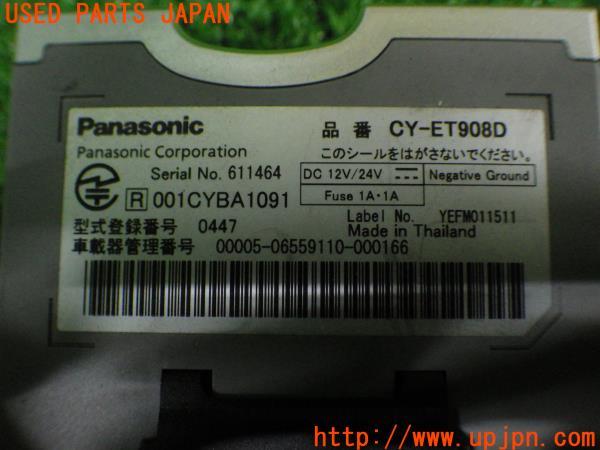 USED PARTS JAPAN
Panasonic
品番 CY-ET908D
Panasonic Corporation
このシールをはがさないでください。
Serial No. 611464
DC 12V/24V
Negative Ground
Fuse 1A・1A
R 001CYBA1091
型式登録番号 0447
Label No. YEFM011511
Made in Thailand
車載器管理番号 00005-06559110-000166
UPJ
http://www.upjpn.com